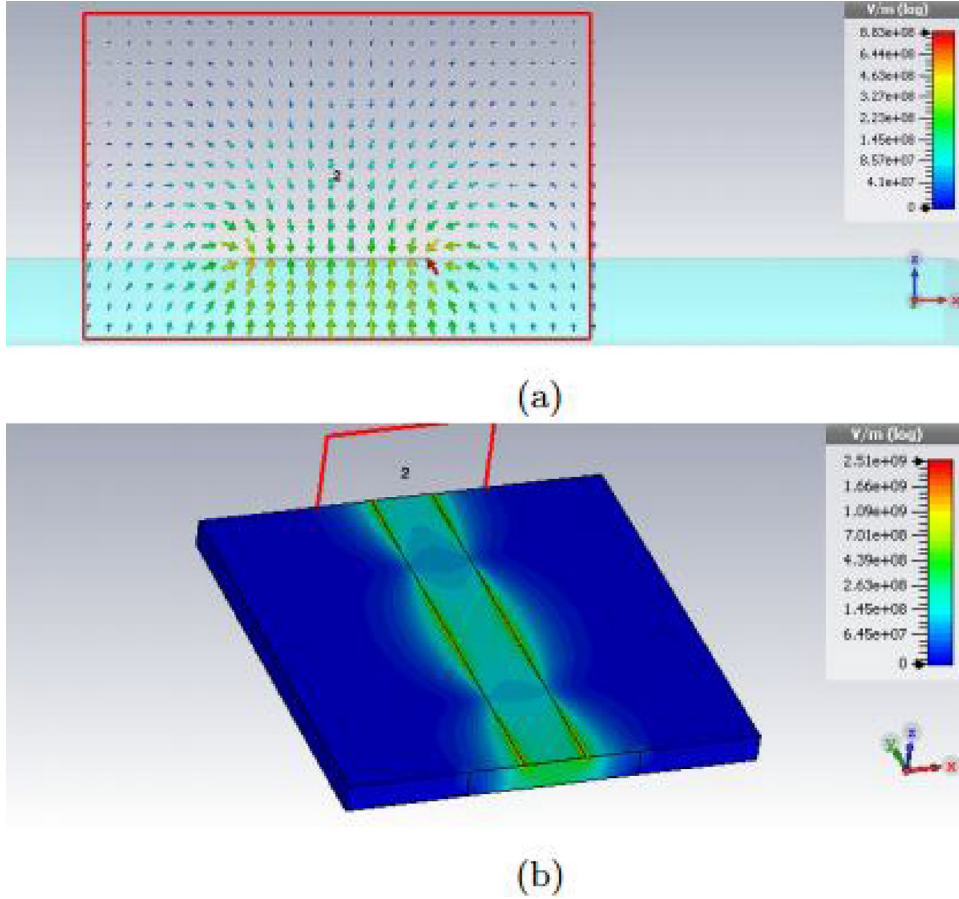 V/m (log)
8.83e+08
6.44e+08
4.63e+08
3.27e+08
2.23e+08
1.45e+08
8.57e+07
4.1e+07
0
2
z
x
(a)
V/m (log)
2.51e+09
1.66e+09
1.09e+09
7.01e+08
4.39e+08
2.63e+08
1.45e+08
6.45e+07
0
2
y
z
x
(b)